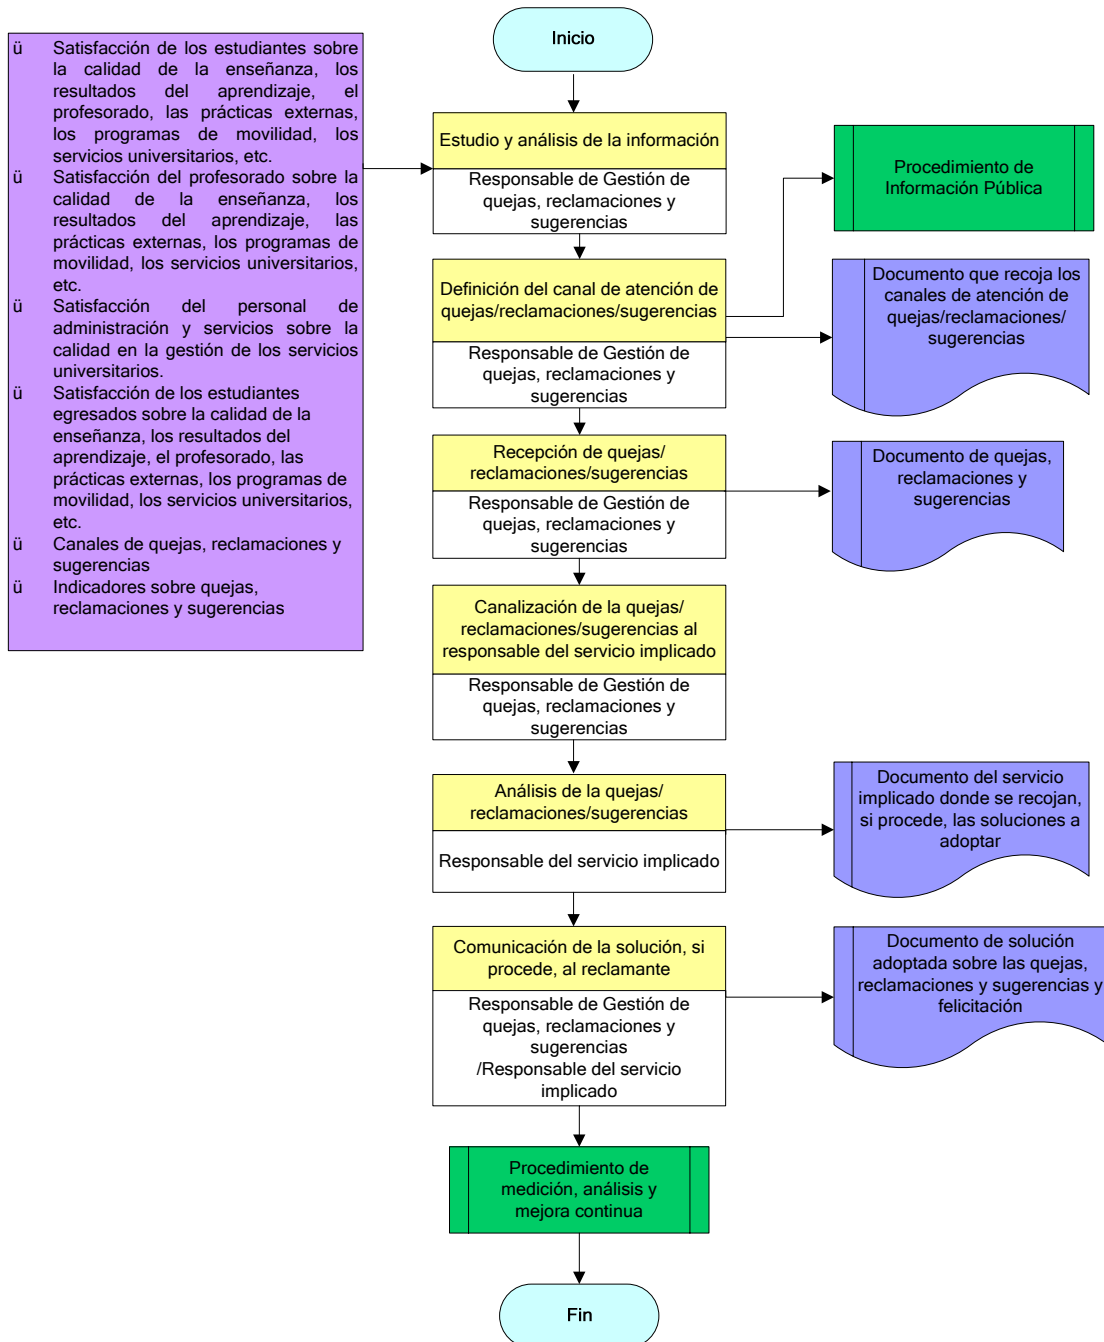 Inicio
ü Satisfacción de los estudiantes sobre
la calidad de la enseñanza, los
resultados del aprendizaje, el
profesorado, las prácticas externas,
los programas de movilidad, los
servicios universitarios, etc.
ü Satisfacción del profesorado sobre la
calidad de la enseñanza, los
resultados del aprendizaje, las
prácticas externas, los programas de
movilidad, los servicios universitarios,
etc.
ü Satisfacción del personal de
administración y servicios sobre la
calidad en la gestión de los servicios
universitarios.
ü Satisfacción de los estudiantes
egresados sobre la calidad de la
enseñanza, los resultados del
aprendizaje, el profesorado, las
prácticas externas, los programas de
movilidad, los servicios universitarios,
etc.
ü Canales de quejas, reclamaciones y
sugerencias
ü Indicadores sobre quejas,
reclamaciones y sugerencias
Estudio y análisis de la información
Responsable de Gestión de
quejas, reclamaciones y
sugerencias
Procedimiento de
Información Pública
Definición del canal de atención de
quejas/reclamaciones/sugerencias
Responsable de Gestión de
quejas, reclamaciones y
sugerencias
Documento que recoja los
canales de atención de
quejas/reclamaciones/
sugerencias
Recepción de quejas/
reclamaciones/sugerencias
Responsable de Gestión de
quejas, reclamaciones y
sugerencias
Documento de quejas,
reclamaciones y
sugerencias
Canalización de la quejas/
reclamaciones/sugerencias al
responsable del servicio implicado
Responsable de Gestión de
quejas, reclamaciones y
sugerencias
Análisis de la quejas/
reclamaciones/sugerencias
Responsable del servicio implicado
Documento del servicio
implicado donde se recojan,
si procede, las soluciones a
adoptar
Comunicación de la solución, si
procede, al reclamante
Responsable de Gestión de
quejas, reclamaciones y
sugerencias
/Responsable del servicio
implicado
Documento de solución
adoptada sobre las quejas,
reclamaciones y sugerencias y
felicitación
Procedimiento de
medición, análisis y
mejora continua
Fin